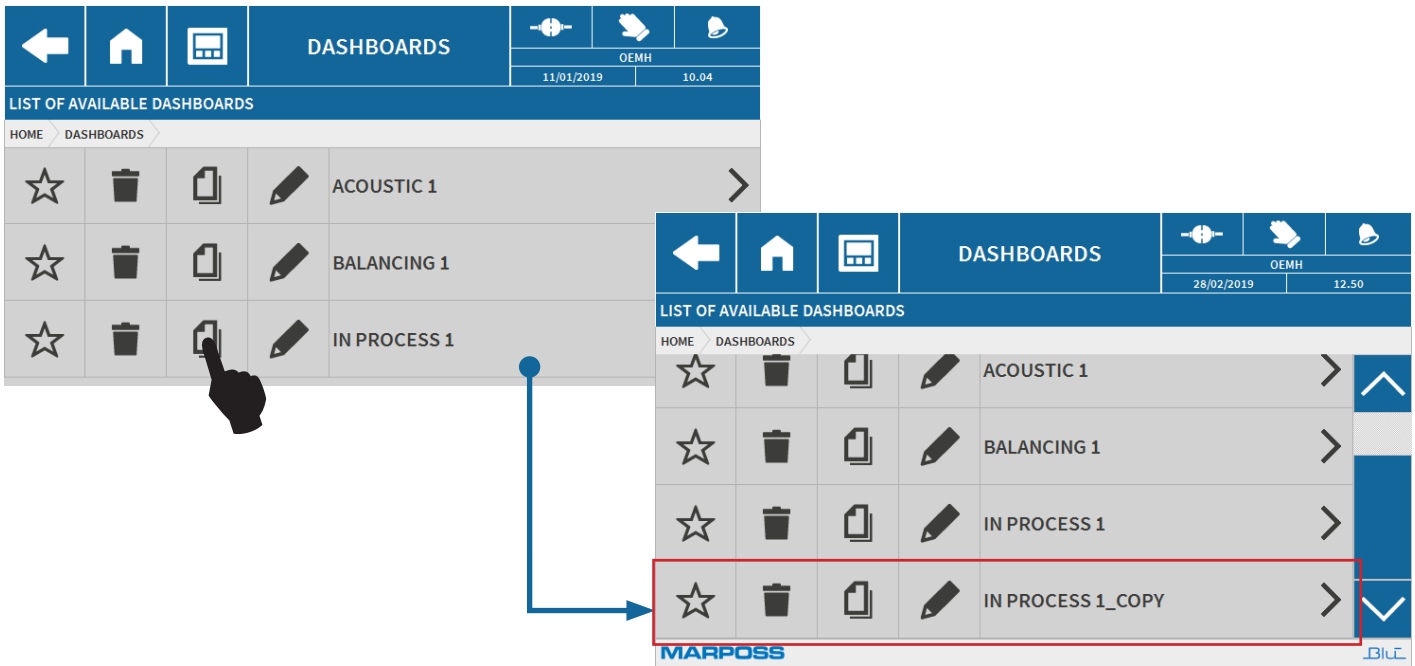 DASHBOARDS
OEMH
11/01/2019 10.04
LIST OF AVAILABLE DASHBOARDS
HOME DASHBOARDS
ACOUSTIC 1
BALANCING 1
IN PROCESS 1
DASHBOARDS
OEMH
28/02/2019 12.50
LIST OF AVAILABLE DASHBOARDS
HOME DASHBOARDS
ACOUSTIC 1
BALANCING 1
IN PROCESS 1
IN PROCESS 1_COPY
MARPOSS BLÚ